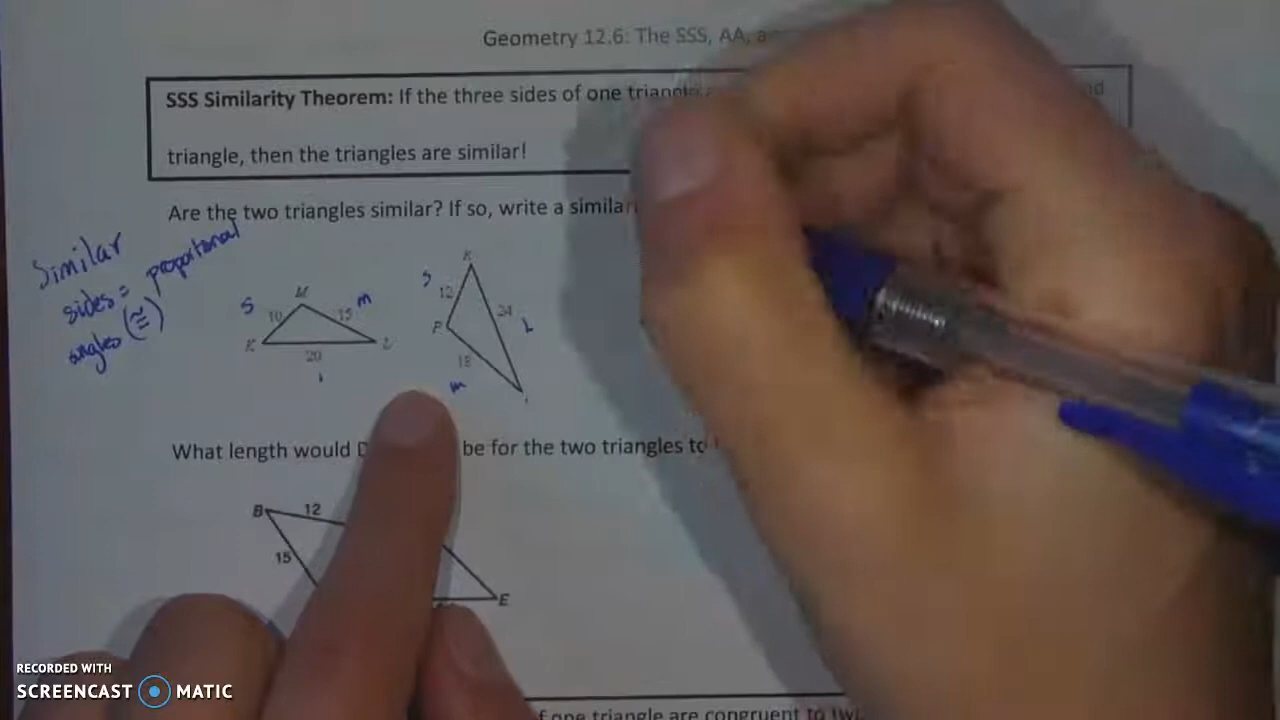 Geometry 12.6: The SSS, AA, a
SSS Similarity Theorem: If the three sides of one triangle
triangle, then the triangles are similar!
Are the two triangles similar? If so, write a similari
Similar
sides = proportional
angles (≅)
s
10
M
15
m
K
20
L
s
12
K
24
L
P
18
m
What length would D
be for the two triangles to
B
12
15
E
RECORDED WITH
SCREENCAST MATIC
of one triangle are congruent to tw